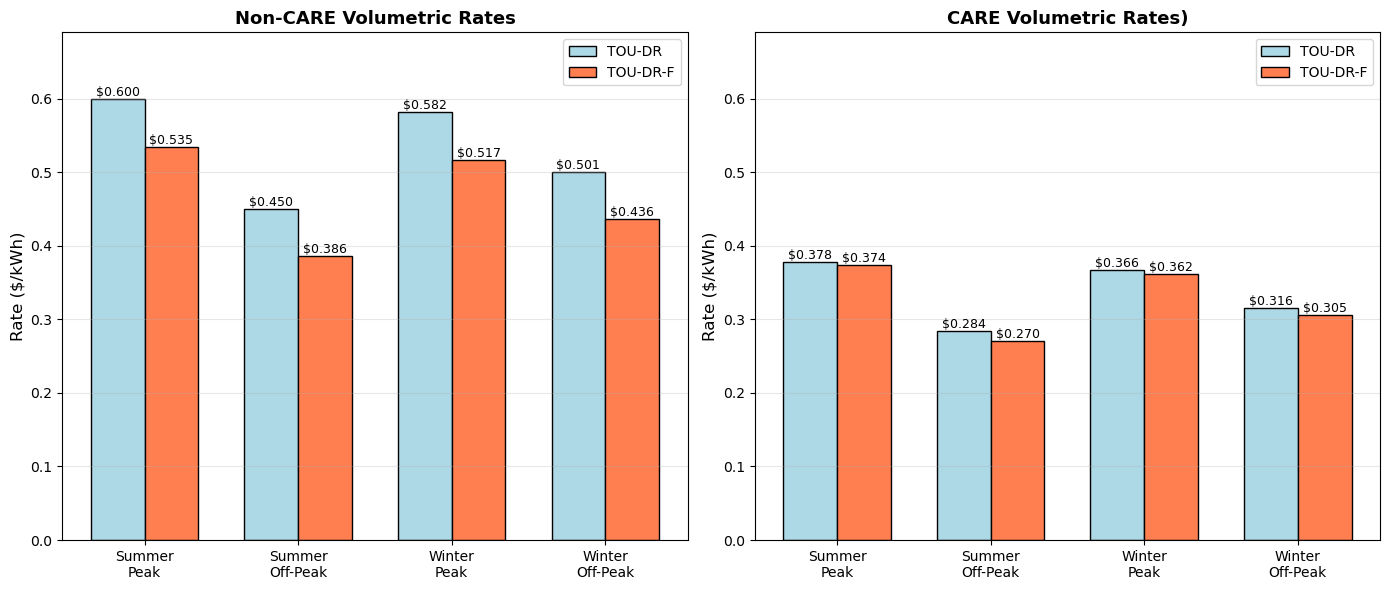 Non-CARE Volumetric Rates
TOU-DR
TOU-DR-F
Rate ($/kWh)
0.6
0.5
0.4
0.3
0.2
0.1
0.0
$0.600
$0.535
$0.450
$0.386
$0.582
$0.517
$0.501
$0.436
Summer
Peak
Summer
Off-Peak
Winter
Peak
Winter
Off-Peak
CARE Volumetric Rates)
TOU-DR
TOU-DR-F
Rate ($/kWh)
0.6
0.5
0.4
0.3
0.2
0.1
0.0
$0.378
$0.374
$0.284
$0.270
$0.366
$0.362
$0.316
$0.305
Summer
Peak
Summer
Off-Peak
Winter
Peak
Winter
Off-Peak